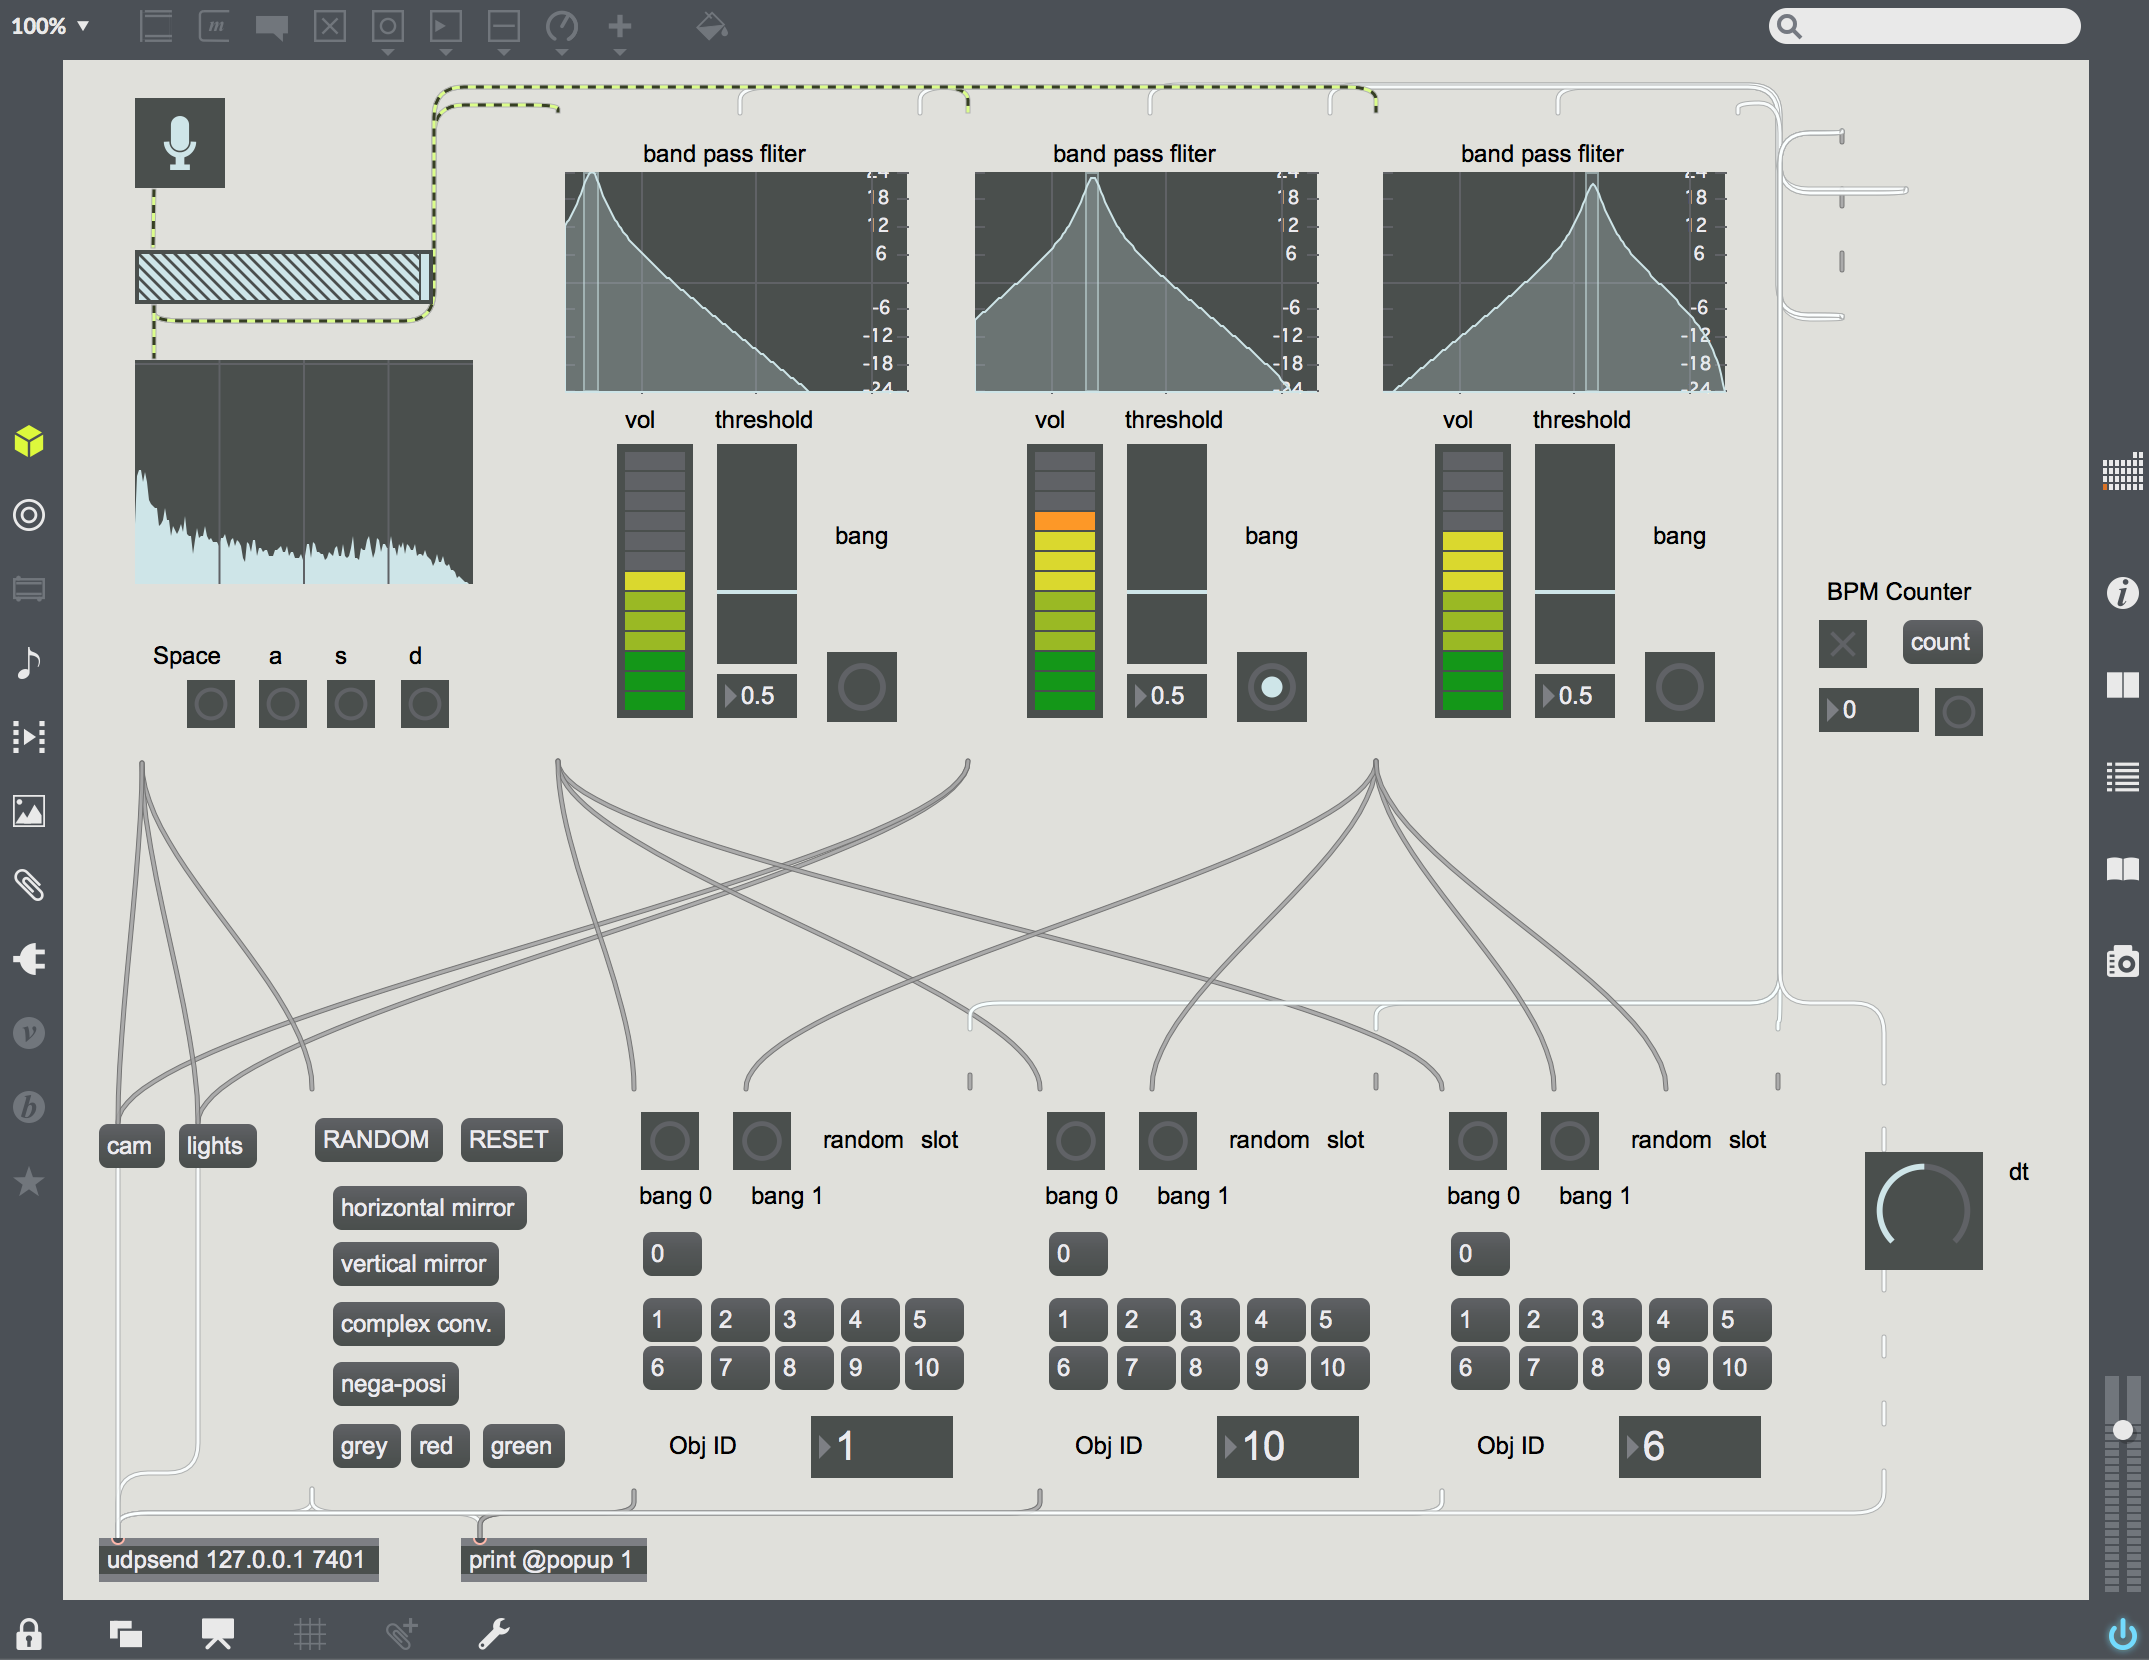 100%
m
band pass fliter
band pass fliter
band pass fliter
24
18
12
6
-6
-12
-18
-24
24
18
12
6
-6
-12
-18
-24
24
18
12
6
-6
-12
-18
-24
vol threshold
vol threshold
vol threshold
bang
bang
bang
BPM Counter
count
Space a s d
0.5
0.5
0.5
0
i
v
b
cam lights
RANDOM RESET
horizontal mirror
vertical mirror
complex conv.
nega-posi
grey red green
random slot
bang 0 bang 1
0
1 2 3 4 5
6 7 8 9 10
Obj ID 1
random slot
bang 0 bang 1
0
1 2 3 4 5
6 7 8 9 10
Obj ID 10
random slot
bang 0 bang 1
0
1 2 3 4 5
6 7 8 9 10
Obj ID 6
dt
udpsend 127.0.0.1 7401
print @popup 1